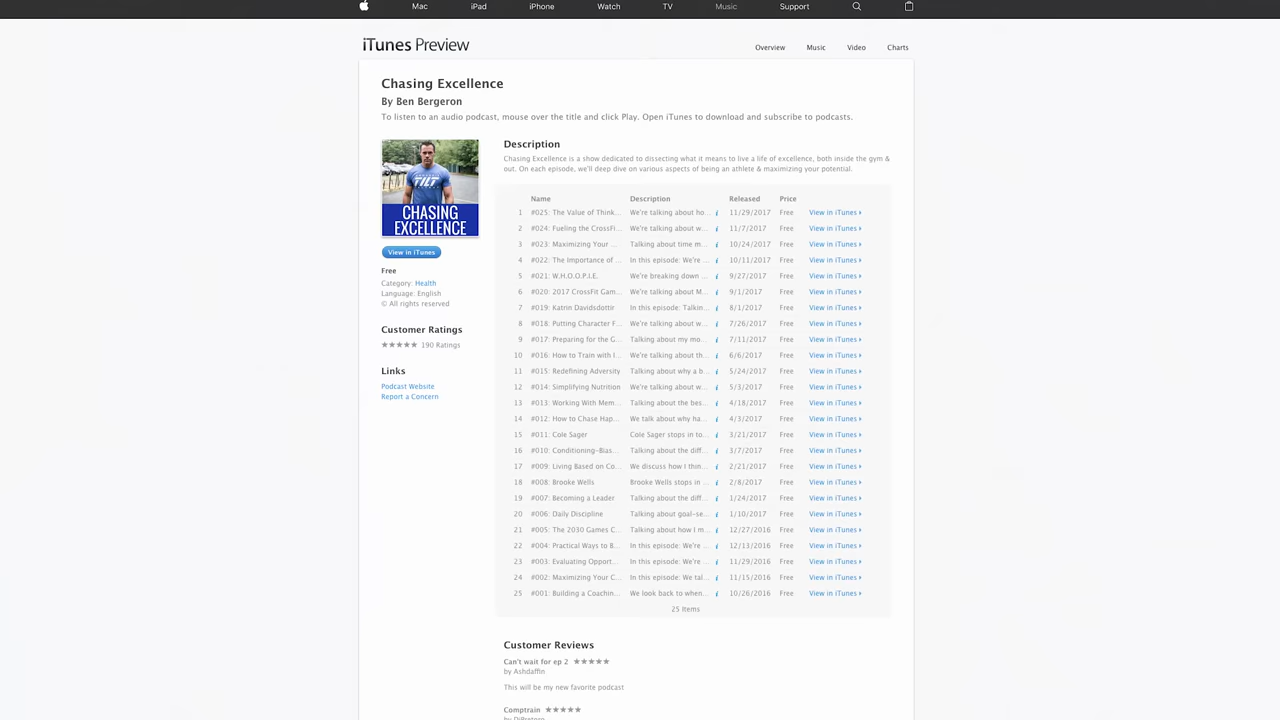 Mac iPad iPhone Watch TV Music Support
iTunes Preview
Overview Music Video Charts
Chasing Excellence
By Ben Bergeron
To listen to an audio podcast, mouse over the title and click Play. Open iTunes to download and subscribe to podcasts.
TILT
CHASING
EXCELLENCE
View in iTunes
Free
Category: Health
Language: English
© All rights reserved
Customer Ratings
★★★★★ 190 Ratings
Links
Podcast Website
Report a Concern
Description
Chasing Excellence is a show dedicated to dissecting what it means to live a life of excellence, both inside the gym &
out. On each episode, we'll deep dive on various aspects of being an athlete & maximizing your potential.
Name Description Released Price
1 #025: The Value of Think... We're talking about ho... i 11/29/2017 Free View in iTunes
2 #024: Fueling the CrossFi... We're talking about w... i 11/7/2017 Free View in iTunes
3 #023: Maximizing Your ... Talking about time m... i 10/24/2017 Free View in iTunes
4 #022: The Importance of ... In this episode: We're ... i 10/11/2017 Free View in iTunes
5 #021: W.H.O.O.P.I.E. We're breaking down ... i 9/27/2017 Free View in iTunes
6 #020: 2017 CrossFit Gam... We're talking about M... i 9/1/2017 Free View in iTunes
7 #019: Katrin Davidsdottir In this episode: Talkin... i 8/1/2017 Free View in iTunes
8 #018: Putting Character F... We're talking about w... i 7/26/2017 Free View in iTunes
9 #017: Preparing for the G... Talking about my mo... i 7/11/2017 Free View in iTunes
10 #016: How to Train with I... We're talking about th... i 6/6/2017 Free View in iTunes
11 #015: Redefining Adversity Talking about why a b... i 5/24/2017 Free View in iTunes
12 #014: Simplifying Nutrition We're talking about w... i 5/3/2017 Free View in iTunes
13 #013: Working With Mem... Talking about the bes... i 4/18/2017 Free View in iTunes
14 #012: How to Chase Hap... We talk about why ha... i 4/3/2017 Free View in iTunes
15 #011: Cole Sager Cole Sager stops in to... i 3/21/2017 Free View in iTunes
16 #010: Conditioning-Bias... Talking about the diff... i 3/7/2017 Free View in iTunes
17 #009: Living Based on Co... We discuss how I thin... i 2/21/2017 Free View in iTunes
18 #008: Brooke Wells Brooke Wells stops in ... i 2/8/2017 Free View in iTunes
19 #007: Becoming a Leader Talking about the diff... i 1/24/2017 Free View in iTunes
20 #006: Daily Discipline Talking about goal-se... i 1/10/2017 Free View in iTunes
21 #005: The 2030 Games C... Talking about how I m... i 12/27/2016 Free View in iTunes
22 #004: Practical Ways to B... In this episode: We're ... i 12/13/2016 Free View in iTunes
23 #003: Evaluating Opport... In this episode: We're ... i 11/29/2016 Free View in iTunes
24 #002: Maximizing Your C... In this episode: We tal... i 11/15/2016 Free View in iTunes
25 #001: Building a Coachin... We look back to when... i 10/26/2016 Free View in iTunes
25 Items
Customer Reviews
Can't wait for ep 2 ★★★★★
by Ashdaffin
This will be my new favorite podcast
Comptrain ★★★★★